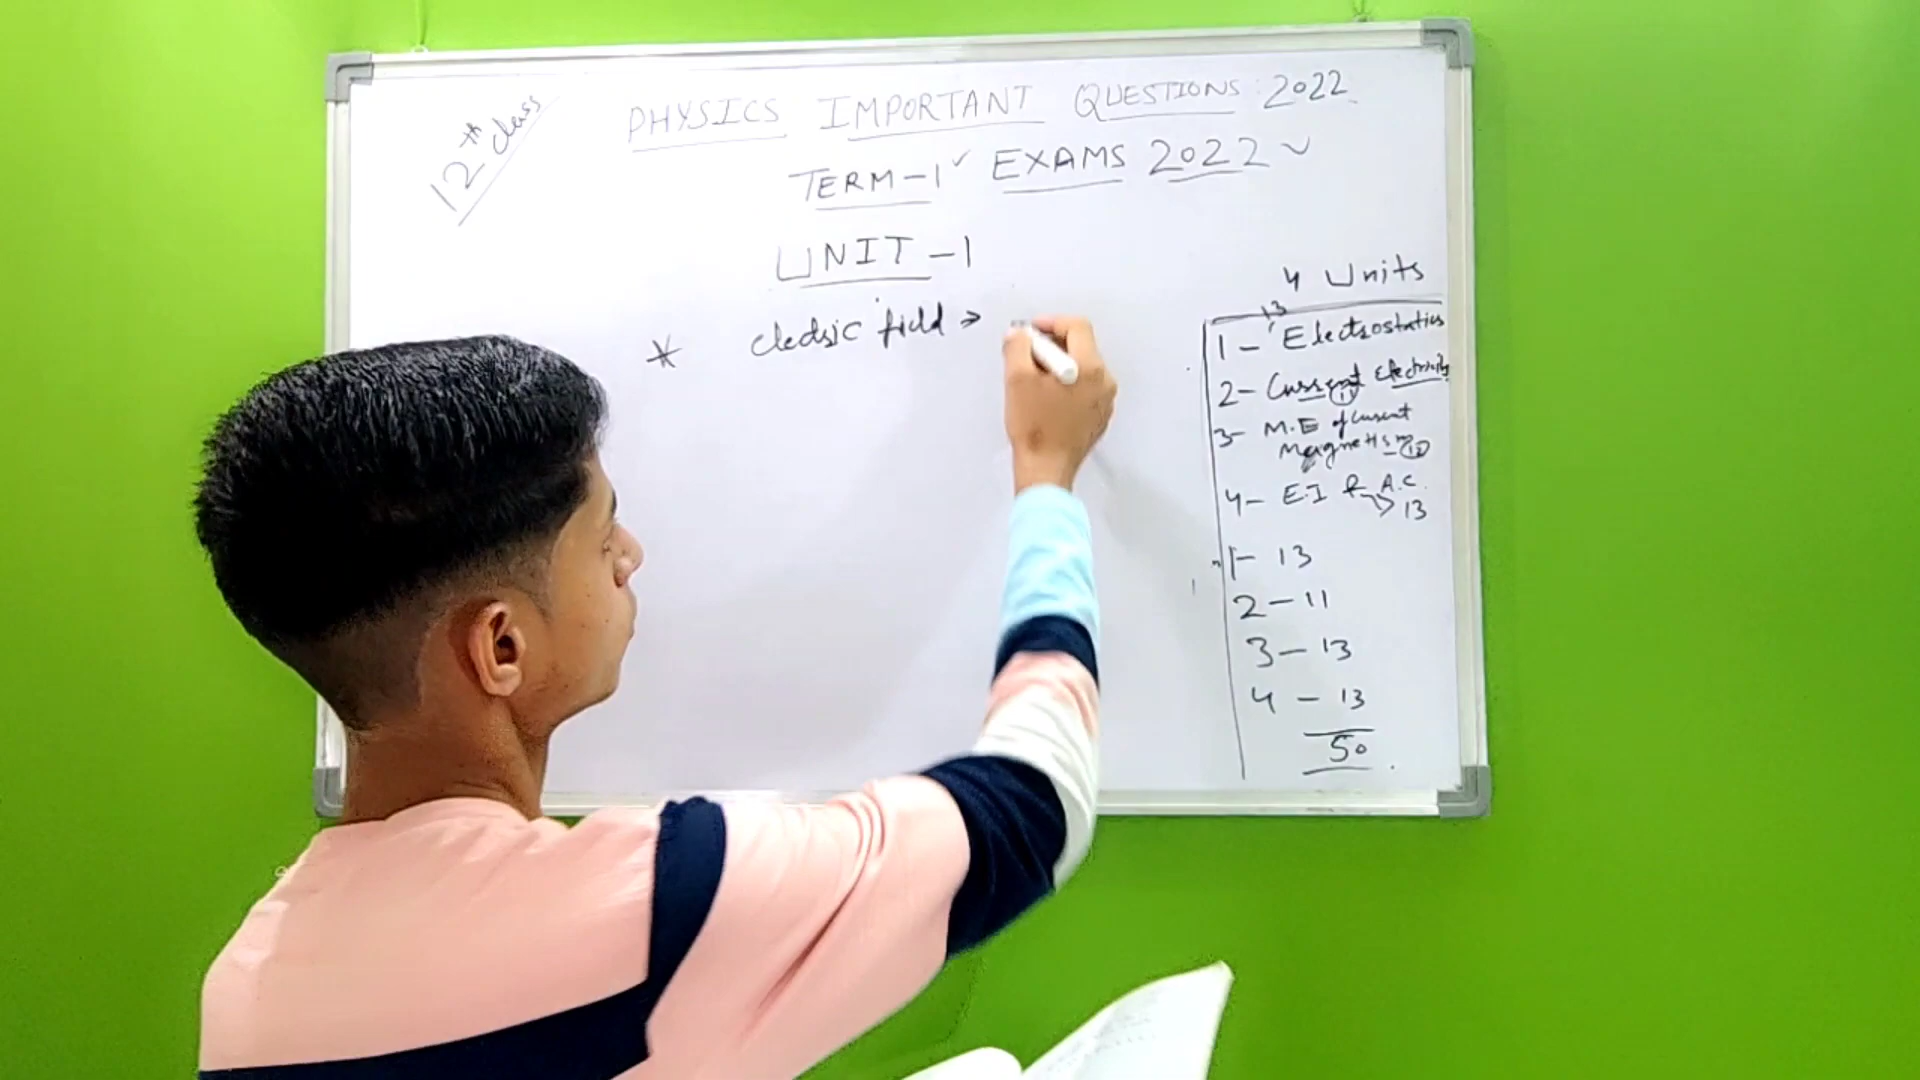 12th class
PHYSICS IMPORTANT QUESTIONS 2022
TERM-1 ✓ EXAMS 2022 ✓
UNIT-1
* Electric field →
4 Units
13
1- Electrostatics
2- Current Electricity
11
3- M.E of Current
Magnetism
4- E.I & A.C.
→ 13
1- 13
2-11
3-13
4-13
50